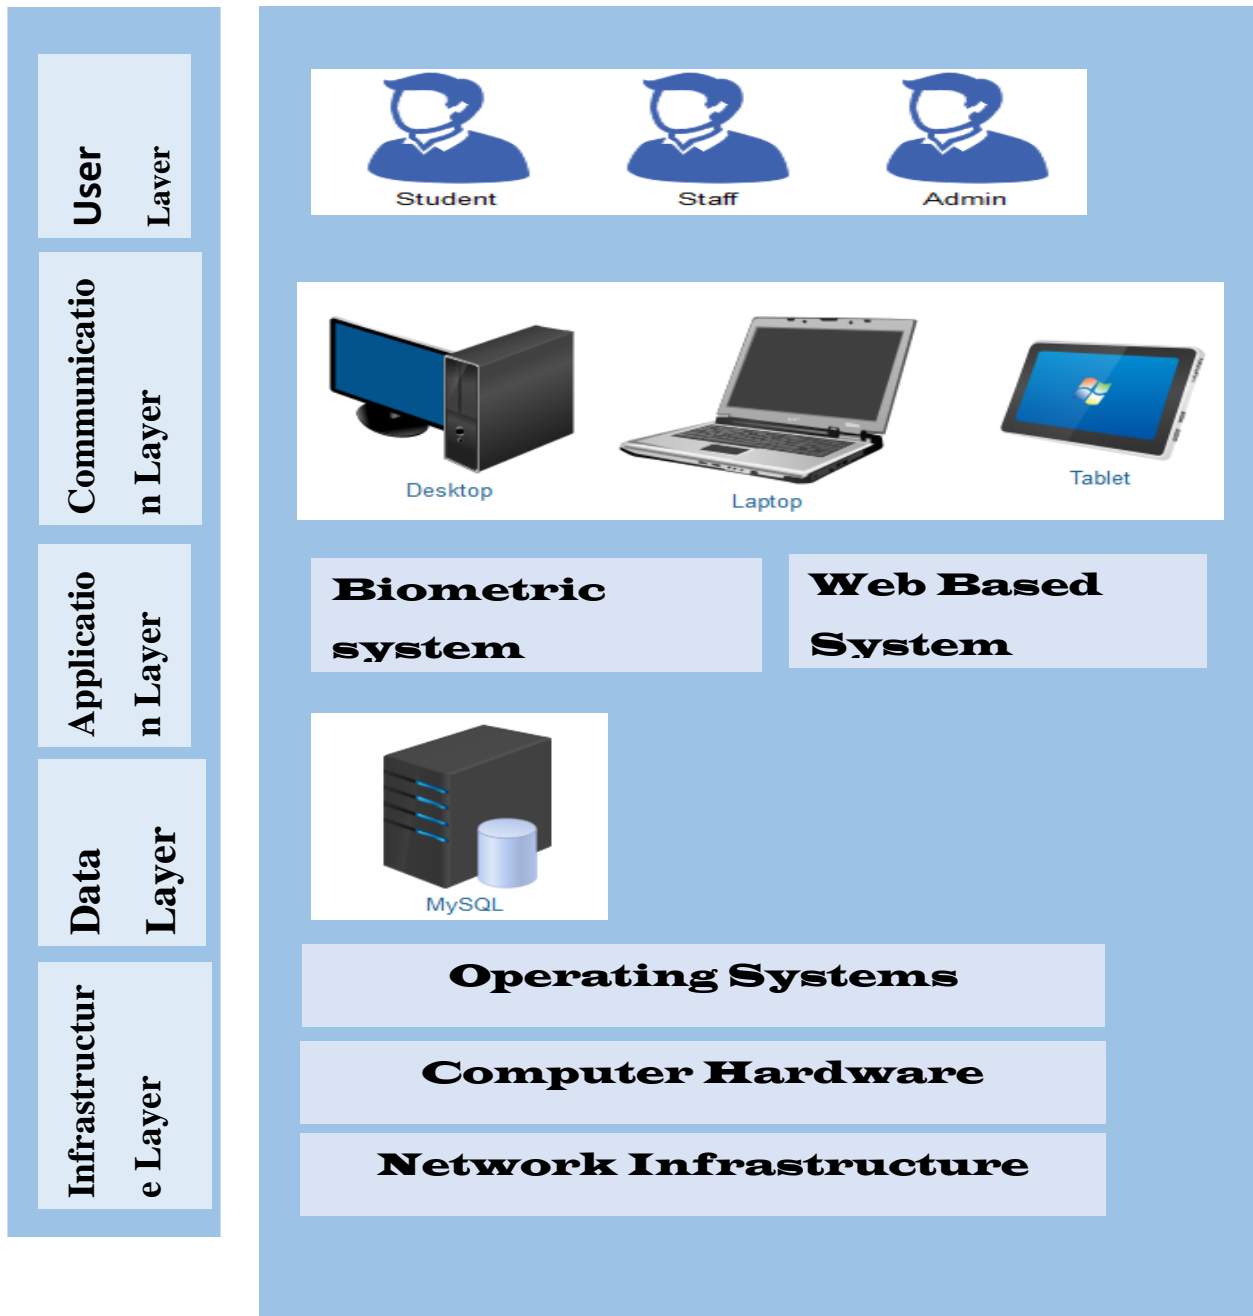 User
Layer
Student
Staff
Admin
Communicatio
n Layer
Desktop
Laptop
Tablet
Applicatio
n Layer
Biometric
system
Web Based
System
Data
Layer
MySQL
Infrastructur
e Layer
Operating Systems
Computer Hardware
Network Infrastructure